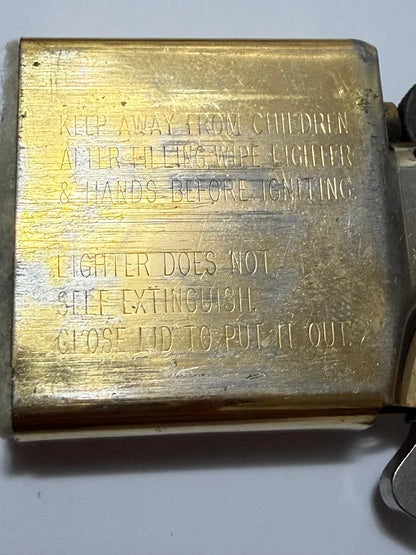 KEEP AWAY FROM CHILDREN
AFTER FILLING WIPE LIGHTER
& HANDS BEFORE IGNITING
LIGHTER DOES NOT
SELF EXTINGUISH.
CLOSE LID TO PUT IT OUT.